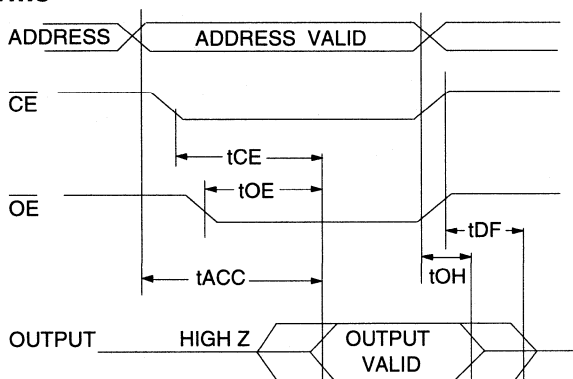 ADDRESS
ADDRESS VALID
CE
tCE
tOE
OE
tDF
tACC
tOH
OUTPUT
HIGH Z
OUTPUT
VALID